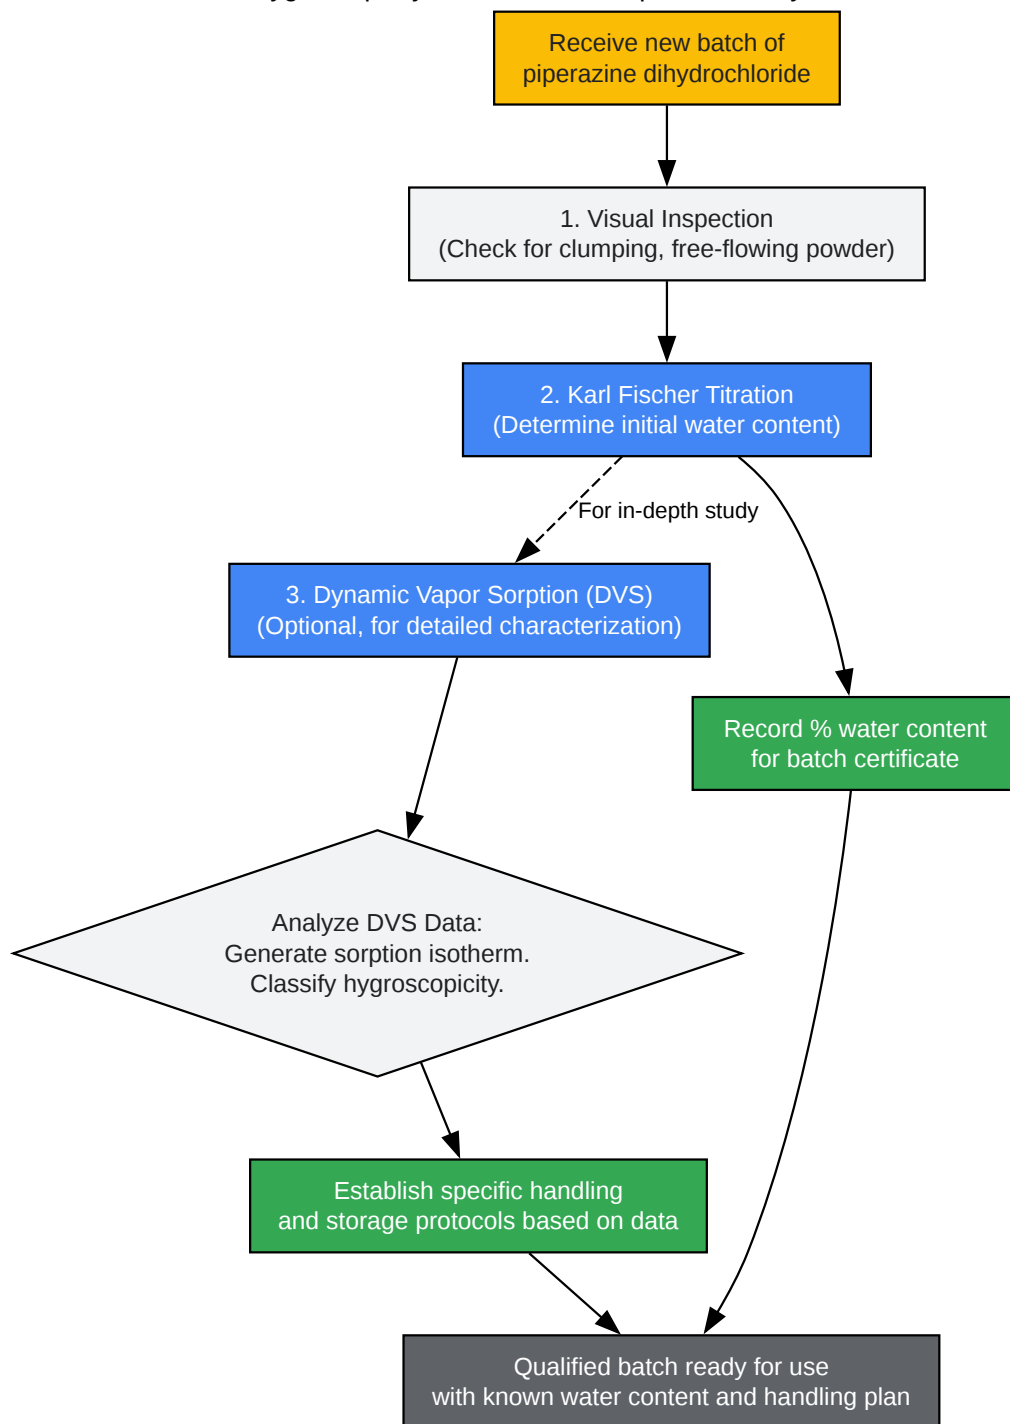 Receive new batch of
piperazine dihydrochloride
1. Visual Inspection
(Check for clumping, free-flowing powder)
2. Karl Fischer Titration
(Determine initial water content)
For in-depth study
3. Dynamic Vapor Sorption (DVS)
(Optional, for detailed characterization)
Record % water content
for batch certificate
Analyze DVS Data:
Generate sorption isotherm.
Classify hygroscopicity.
Establish specific handling
and storage protocols based on data
Qualified batch ready for use
with known water content and handling plan